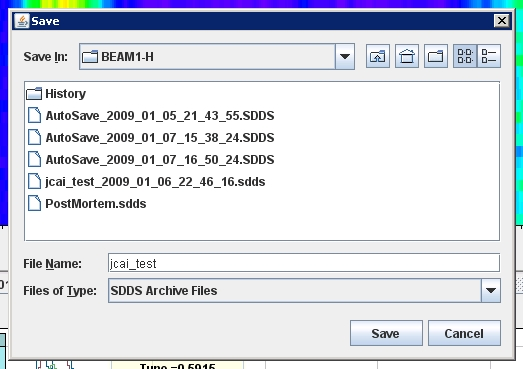 Save
Save In: BEAM1-H
History
AutoSave_2009_01_05_21_43_55.SDDS
AutoSave_2009_01_07_15_38_24.SDDS
AutoSave_2009_01_07_16_50_24.SDDS
jcai_test_2009_01_06_22_46_16.sdds
PostMortem.sdds
File Name: jcai_test
Files of Type: SDDS Archive Files
Save Cancel
Tune =0.5915